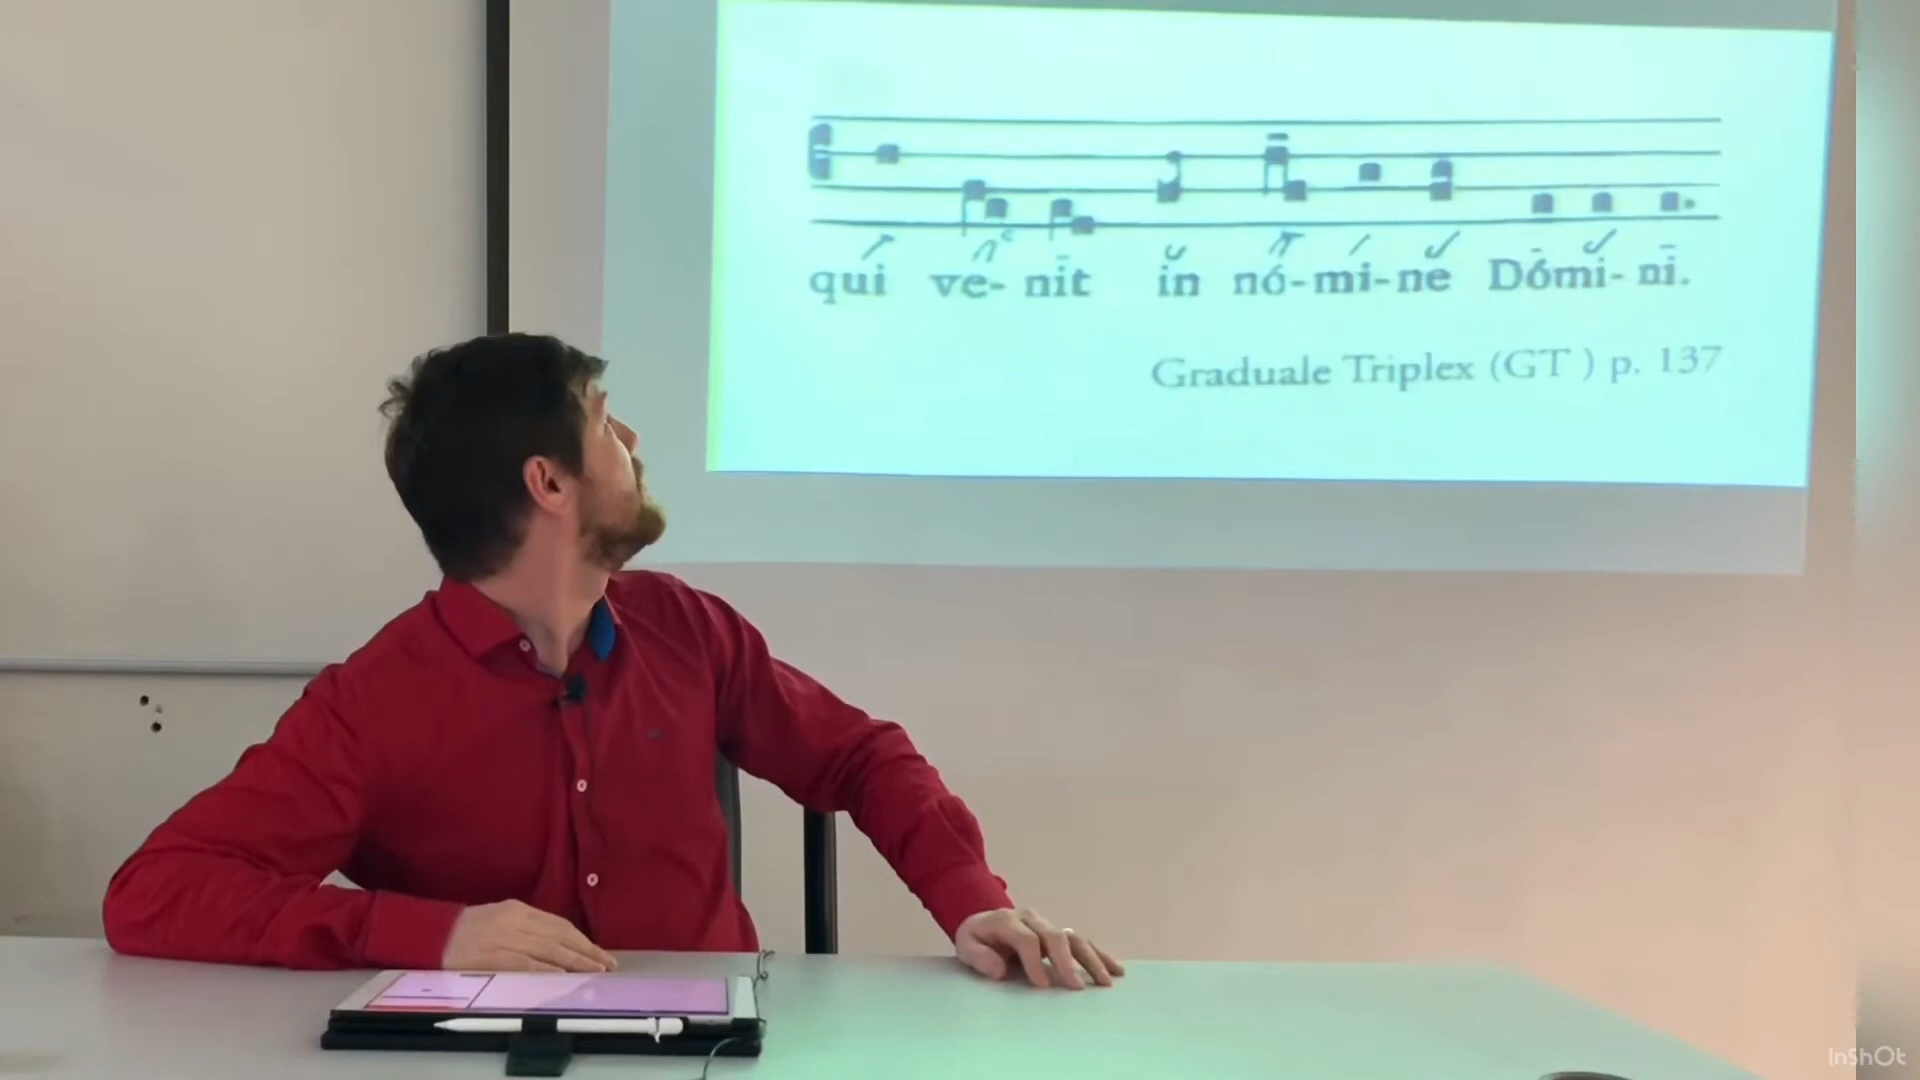 qui ve- nit in nó-mi-ne Dómi- ni.
Graduale Triplex (GT ) p. 137
InShOt